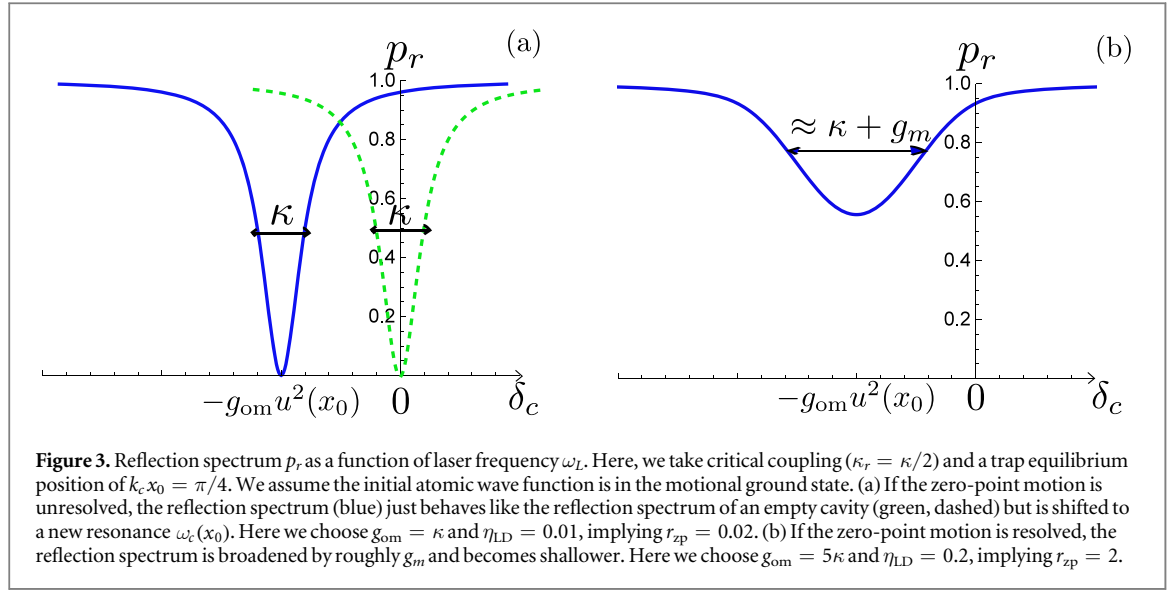 (a)
p_r
1.0
0.8
0.6
0.4
0.2
κ
κ
−g_om u²(x₀)
0
δ_c
(b)
p_r
1.0
0.8
0.6
0.4
0.2
≈ κ + g_m
−g_om u²(x₀)
0
δ_c
Figure 3. Reflection spectrum p_r as a function of laser frequency ω_L. Here, we take critical coupling (κ_r = κ/2) and a trap equilibrium
position of k_c x₀ = π/4. We assume the initial atomic wave function is in the motional ground state. (a) If the zero-point motion is
unresolved, the reflection spectrum (blue) just behaves like the reflection spectrum of an empty cavity (green, dashed) but is shifted to
a new resonance ω_c(x₀). Here we choose g_om = κ and η_LD = 0.01, implying r_zp = 0.02. (b) If the zero-point motion is resolved, the
reflection spectrum is broadened by roughly g_m and becomes shallower. Here we choose g_om = 5κ and η_LD = 0.2, implying r_zp = 2.